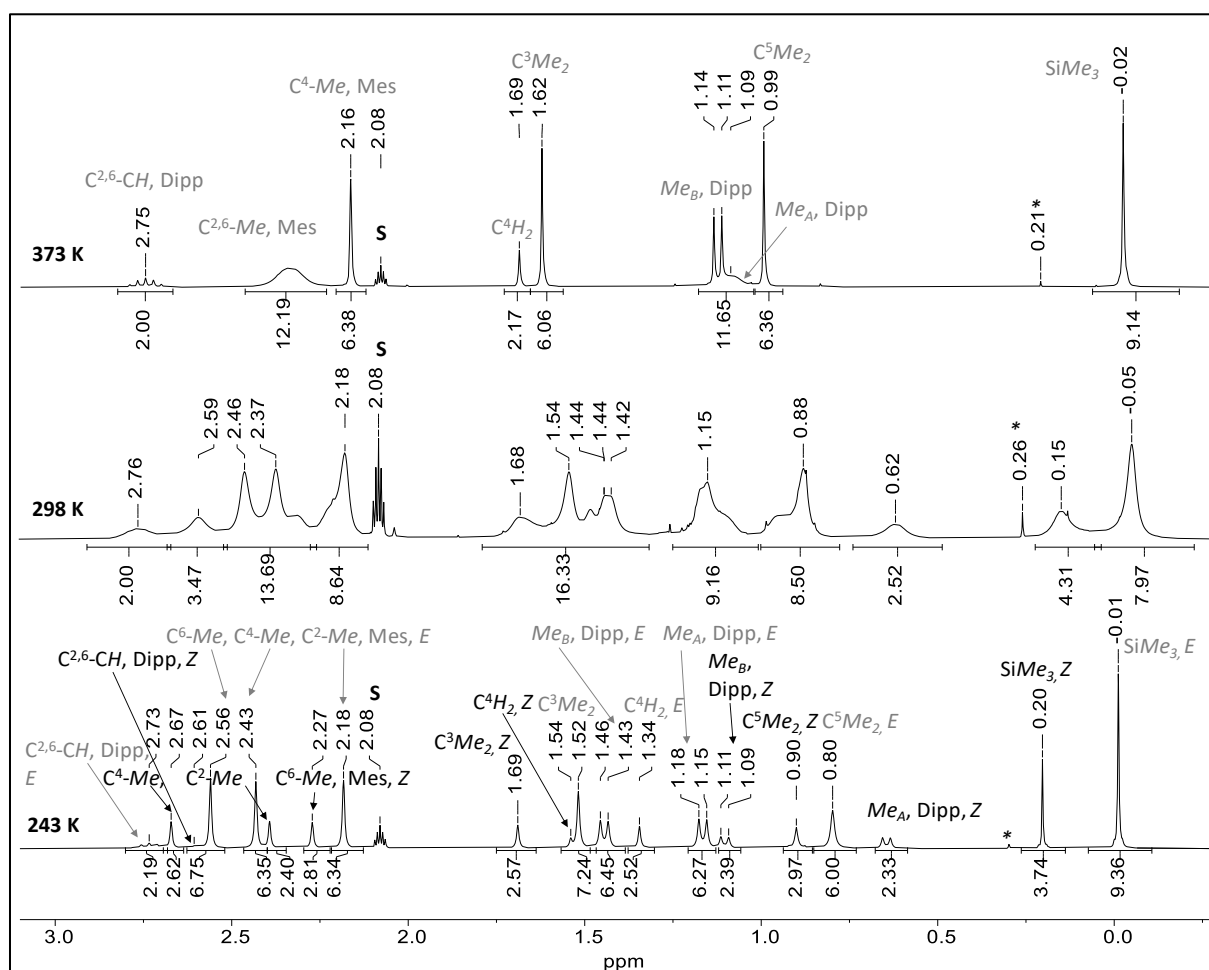 C3Me2
C5Me2
SiMe3
C4-Me, Mes
1.69
1.62
1.14
1.11
1.09
0.99
-0.02
2.16
2.08
C2,6-CH, Dipp
MeB, Dipp
MeA, Dipp
2.75
C2,6-Me, Mes
C4H2
0.21*
373 K
S
2.00
12.19
6.38
2.17
6.06
11.65
6.36
9.14
S
2.76
2.59
2.46
2.37
2.18
2.08
1.68
1.54
1.44
1.44
1.42
1.15
0.88
0.62
0.26 *
0.15
-0.05
298 K
2.00
3.47
13.69
8.64
16.33
9.16
8.50
2.52
4.31
7.97
C6-Me, C4-Me, C2-Me, Mes, E
MeB, Dipp, E
MeA, Dipp, E
C2,6-CH, Dipp, Z
MeB,
Dipp, Z
SiMe3, Z
SiMe3, E
S
C4H2, Z
C3Me2
C4H2, E
C3Me2, Z
C5Me2, Z
C5Me2, E
C2,6-CH, Dipp,
E
C4-Me,
C2-Me
C6-Me, Mes, Z
MeA, Dipp, Z
2.73
2.67
2.61
2.56
2.43
2.27
2.18
2.08
1.69
1.54
1.52
1.46
1.43
1.34
1.18
1.15
1.11
1.09
0.90
0.80
0.20
-0.01
243 K
*
2.19
2.62
6.75
6.35
2.40
2.81
6.34
2.57
7.24
6.45
2.52
6.27
2.39
2.97
6.00
2.33
3.74
9.36
3.0
2.5
2.0
1.5
1.0
0.5
0.0
ppm